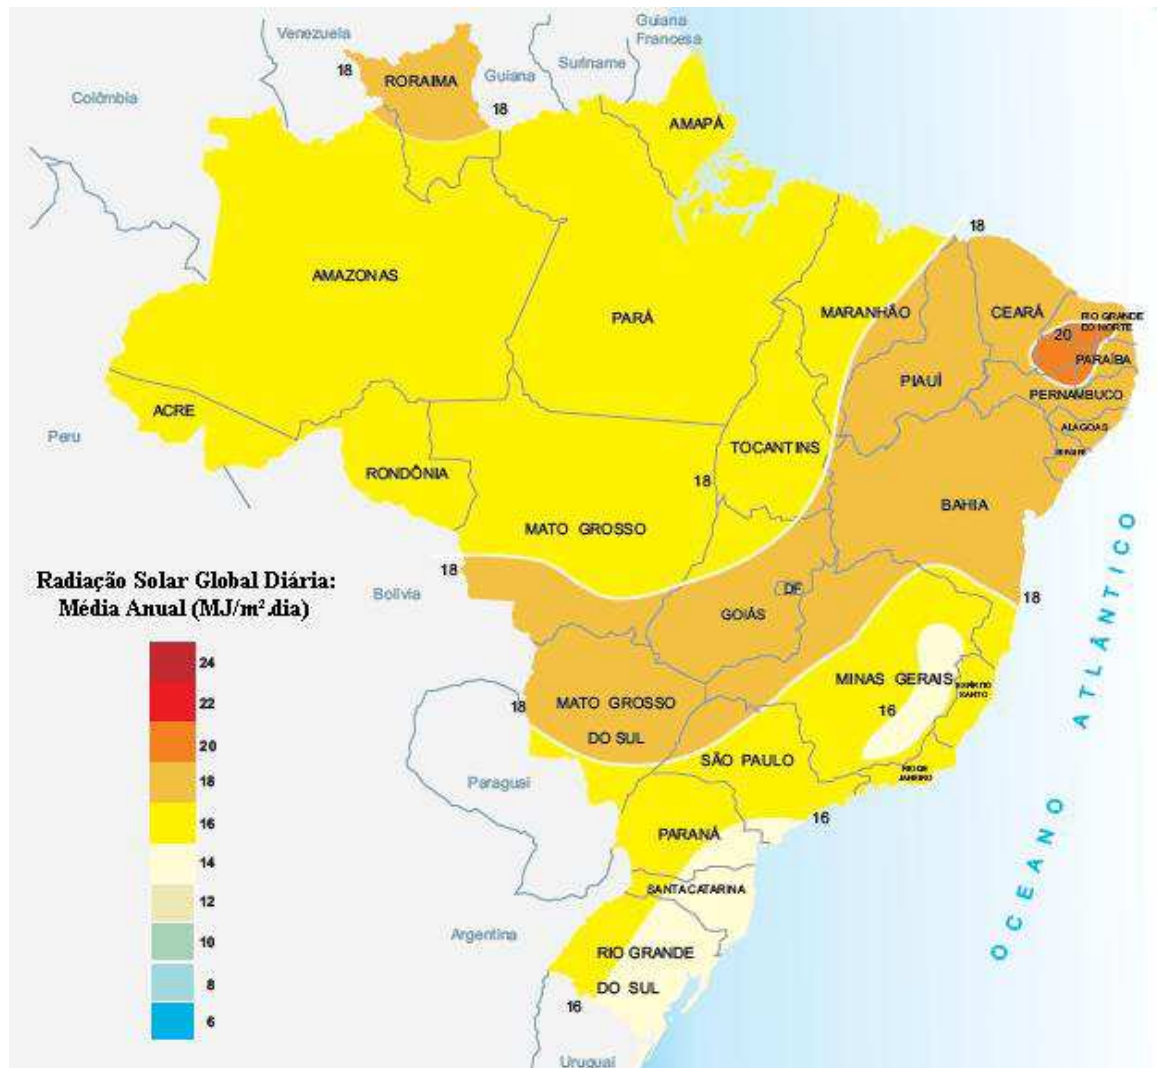 Guiana
Francesa
Venezuela
Suriname
18
RORAIMA
Guiana
Colômbia
18
AMAPÁ
18
AMAZONAS
PARÁ
MARANHÃO
CEARÁ
RIO GRANDE
DO NORTE
20
PARAÍBA
PIAUÍ
PERNAMBUCO
ACRE
ALAGOAS
Peru
TOCANTINS
RONDÔNIA
18
BAHIA
MATO GROSSO
18
Radiação Solar Global Diária:
Média Anual (MJ/m².dia)
Bolívia
DF
GOIÁS
18
MINAS GERAIS
ESPÍRITO
SANTO
MATO GROSSO
DO SUL
18
16
SÃO PAULO
RIO DE
JANEIRO
Paraguai
16
PARANÁ
SANTA CATARINA
Argentina
RIO GRANDE
DO SUL
16
Uruguai
OCEANO ATLÂNTICO
24
22
20
18
16
14
12
10
8
6